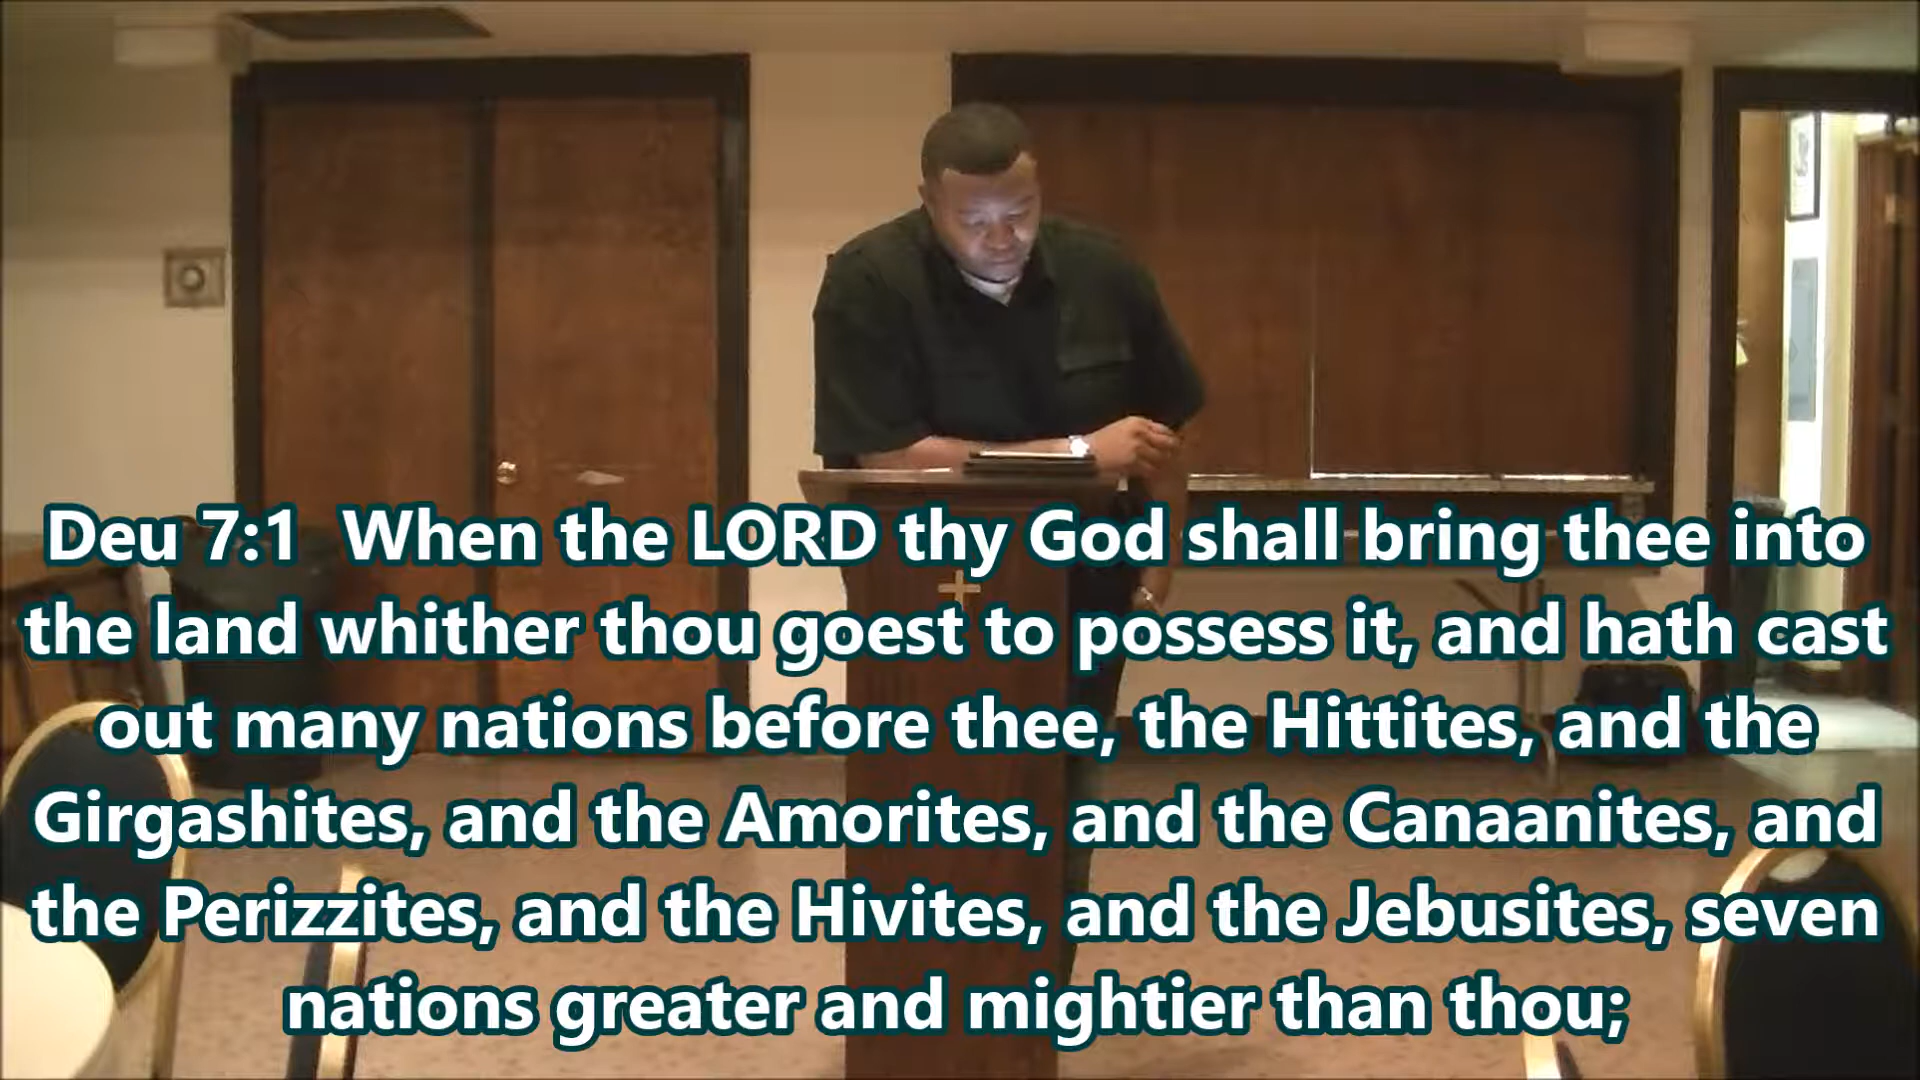 Deu 7:1  When the LORD thy God shall bring thee into
the land whither thou goest to possess it, and hath cast
out many nations before thee, the Hittites, and the
Girgashites, and the Amorites, and the Canaanites, and
the Perizzites, and the Hivites, and the Jebusites, seven
nations greater and mightier than thou;